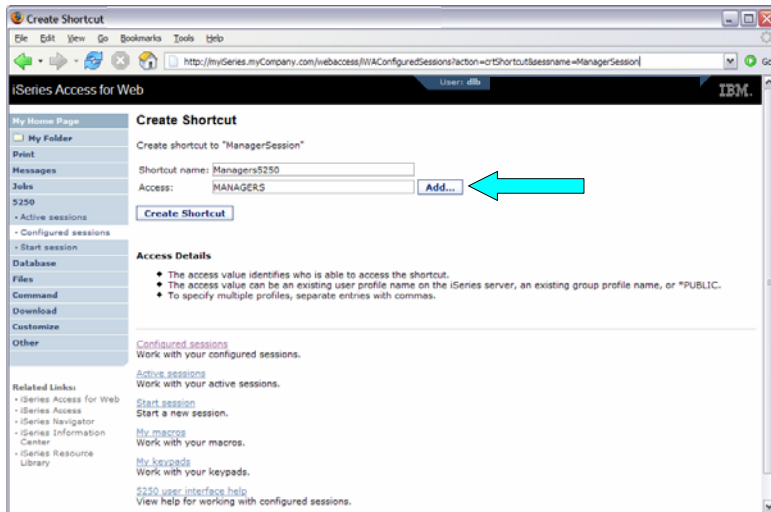 Create Shortcut
File Edit View Go Bookmarks Tools Help
http://myiSeries.myCompany.com/webaccess/iWAConfiguredSessions?action=crtShortcut&sessname=ManagerSession
Go
iSeries Access for Web
User: dlb
IBM.
My Home Page
My Folder
Print
Messages
Jobs
5250
• Active sessions
• Configured sessions
• Start session
Database
Files
Command
Download
Customize
Other
Related Links:
• iSeries Access for Web
• iSeries Access
• iSeries Navigator
• iSeries Information
Center
• iSeries Resource
Library
Create Shortcut
Create shortcut to "ManagerSession"
Shortcut name: Managers5250
Access: MANAGERS Add...
Create Shortcut
Access Details
◆ The access value identifies who is able to access the shortcut.
◆ The access value can be an existing user profile name on the iSeries server, an existing group profile name, or *PUBLIC.
◆ To specify multiple profiles, separate entries with commas.
Configured sessions
Work with your configured sessions.
Active sessions
Work with your active sessions.
Start session
Start a new session.
My macros
Work with your macros.
My keypads
Work with your keypads.
5250 user interface help
View help for working with configured sessions.